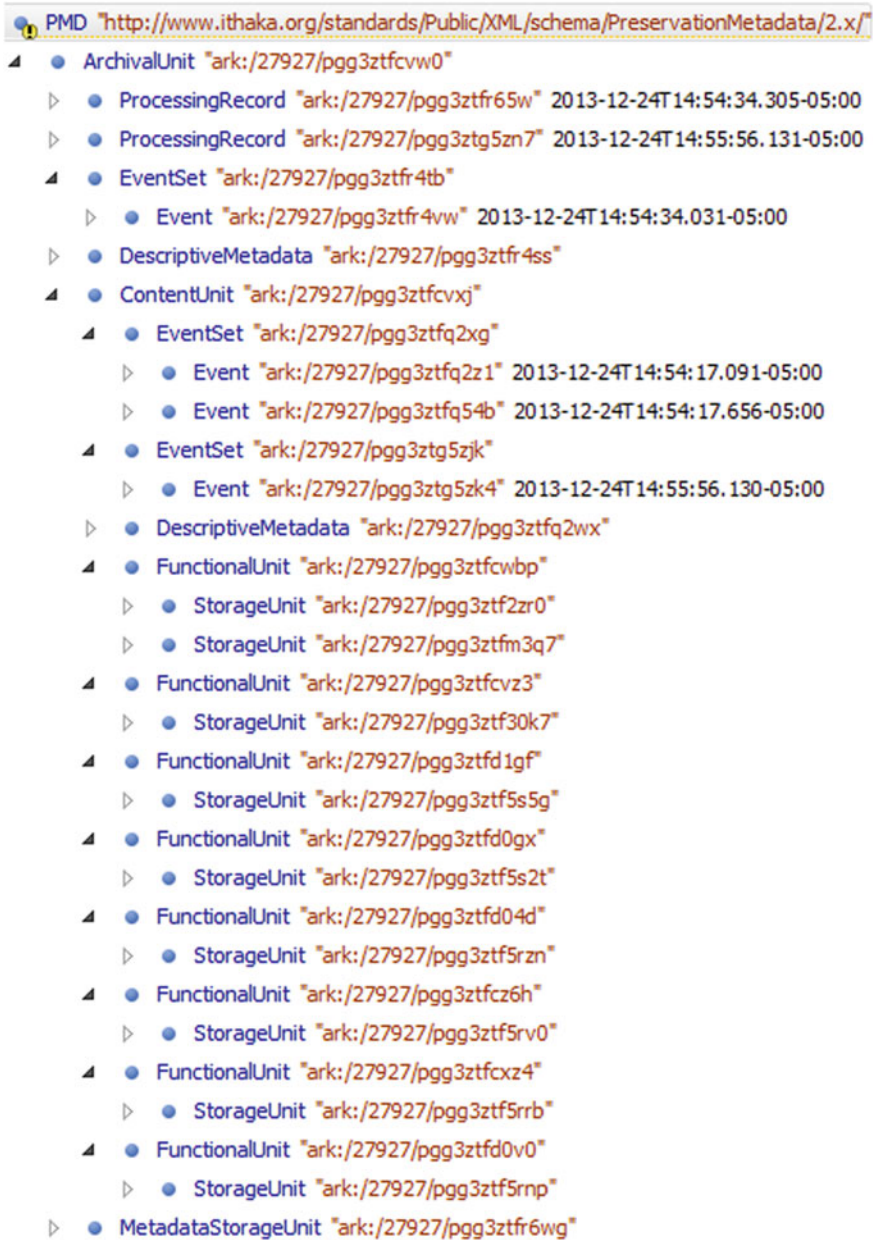 PMD "http://www.ithaka.org/standards/Public/XML/schema/PreservationMetadata/2.x/"
ArchivalUnit "ark:/27927/pgg3ztfcvw0"
ProcessingRecord "ark:/27927/pgg3ztfr65w" 2013-12-24T14:54:34.305-05:00
ProcessingRecord "ark:/27927/pgg3ztg5zn7" 2013-12-24T14:55:56.131-05:00
EventSet "ark:/27927/pgg3ztfr4tb"
Event "ark:/27927/pgg3ztfr4vw" 2013-12-24T14:54:34.031-05:00
DescriptiveMetadata "ark:/27927/pgg3ztfr4ss"
ContentUnit "ark:/27927/pgg3ztfcvxj"
EventSet "ark:/27927/pgg3ztfq2xg"
Event "ark:/27927/pgg3ztfq2z1" 2013-12-24T14:54:17.091-05:00
Event "ark:/27927/pgg3ztfq54b" 2013-12-24T14:54:17.656-05:00
EventSet "ark:/27927/pgg3ztg5zjk"
Event "ark:/27927/pgg3ztg5zk4" 2013-12-24T14:55:56.130-05:00
DescriptiveMetadata "ark:/27927/pgg3ztfq2wx"
FunctionalUnit "ark:/27927/pgg3ztfcwbp"
StorageUnit "ark:/27927/pgg3ztf2zr0"
StorageUnit "ark:/27927/pgg3ztfm3q7"
FunctionalUnit "ark:/27927/pgg3ztfcvz3"
StorageUnit "ark:/27927/pgg3ztf30k7"
FunctionalUnit "ark:/27927/pgg3ztfd1gf"
StorageUnit "ark:/27927/pgg3ztf5s5g"
FunctionalUnit "ark:/27927/pgg3ztfd0gx"
StorageUnit "ark:/27927/pgg3ztf5s2t"
FunctionalUnit "ark:/27927/pgg3ztfd04d"
StorageUnit "ark:/27927/pgg3ztf5rzn"
FunctionalUnit "ark:/27927/pgg3ztfcz6h"
StorageUnit "ark:/27927/pgg3ztf5rv0"
FunctionalUnit "ark:/27927/pgg3ztfcxz4"
StorageUnit "ark:/27927/pgg3ztf5rrb"
FunctionalUnit "ark:/27927/pgg3ztfd0v0"
StorageUnit "ark:/27927/pgg3ztf5rnp"
MetadataStorageUnit "ark:/27927/pgg3ztfr6wg"